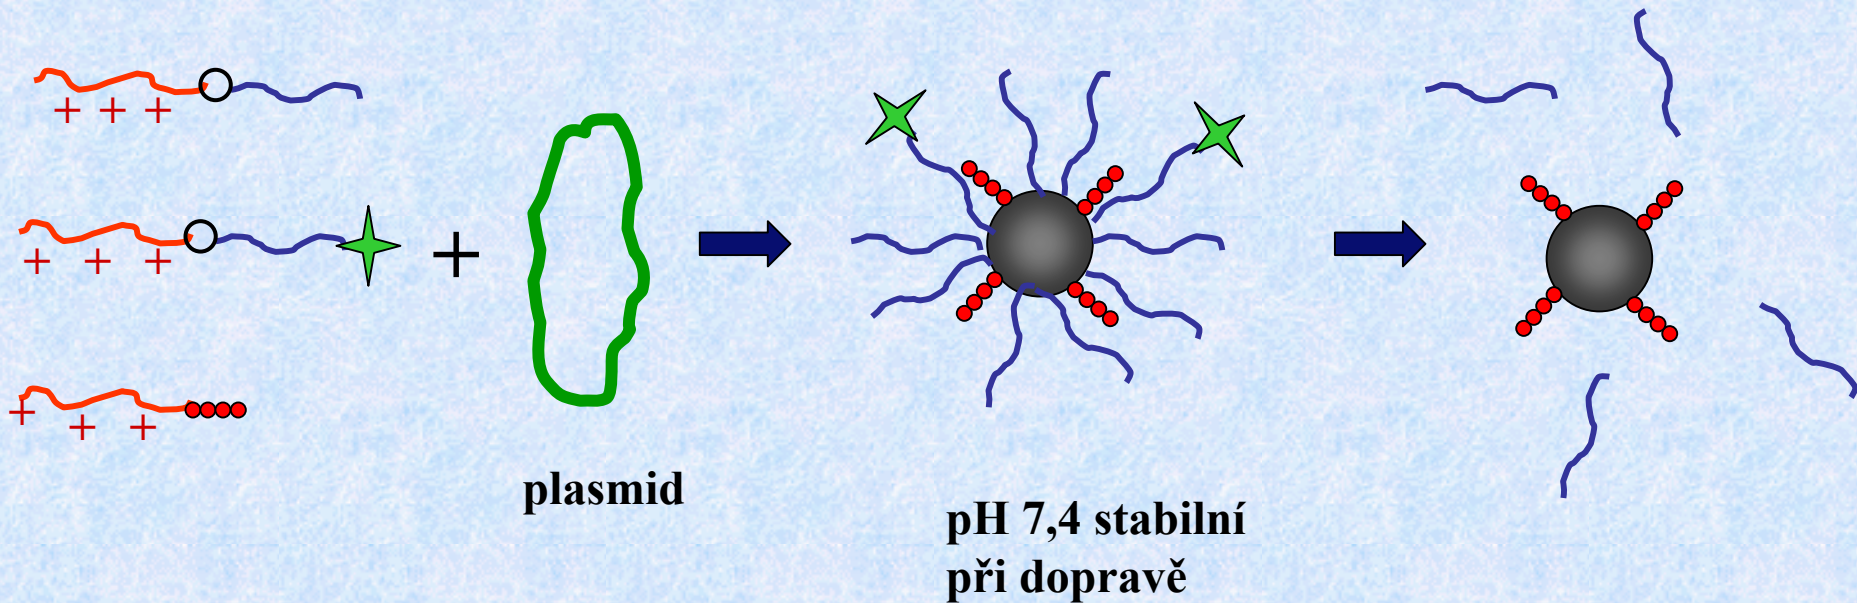 + + +
+ + +
+
+ + +
plasmid
pH 7,4 stabilní
při dopravě